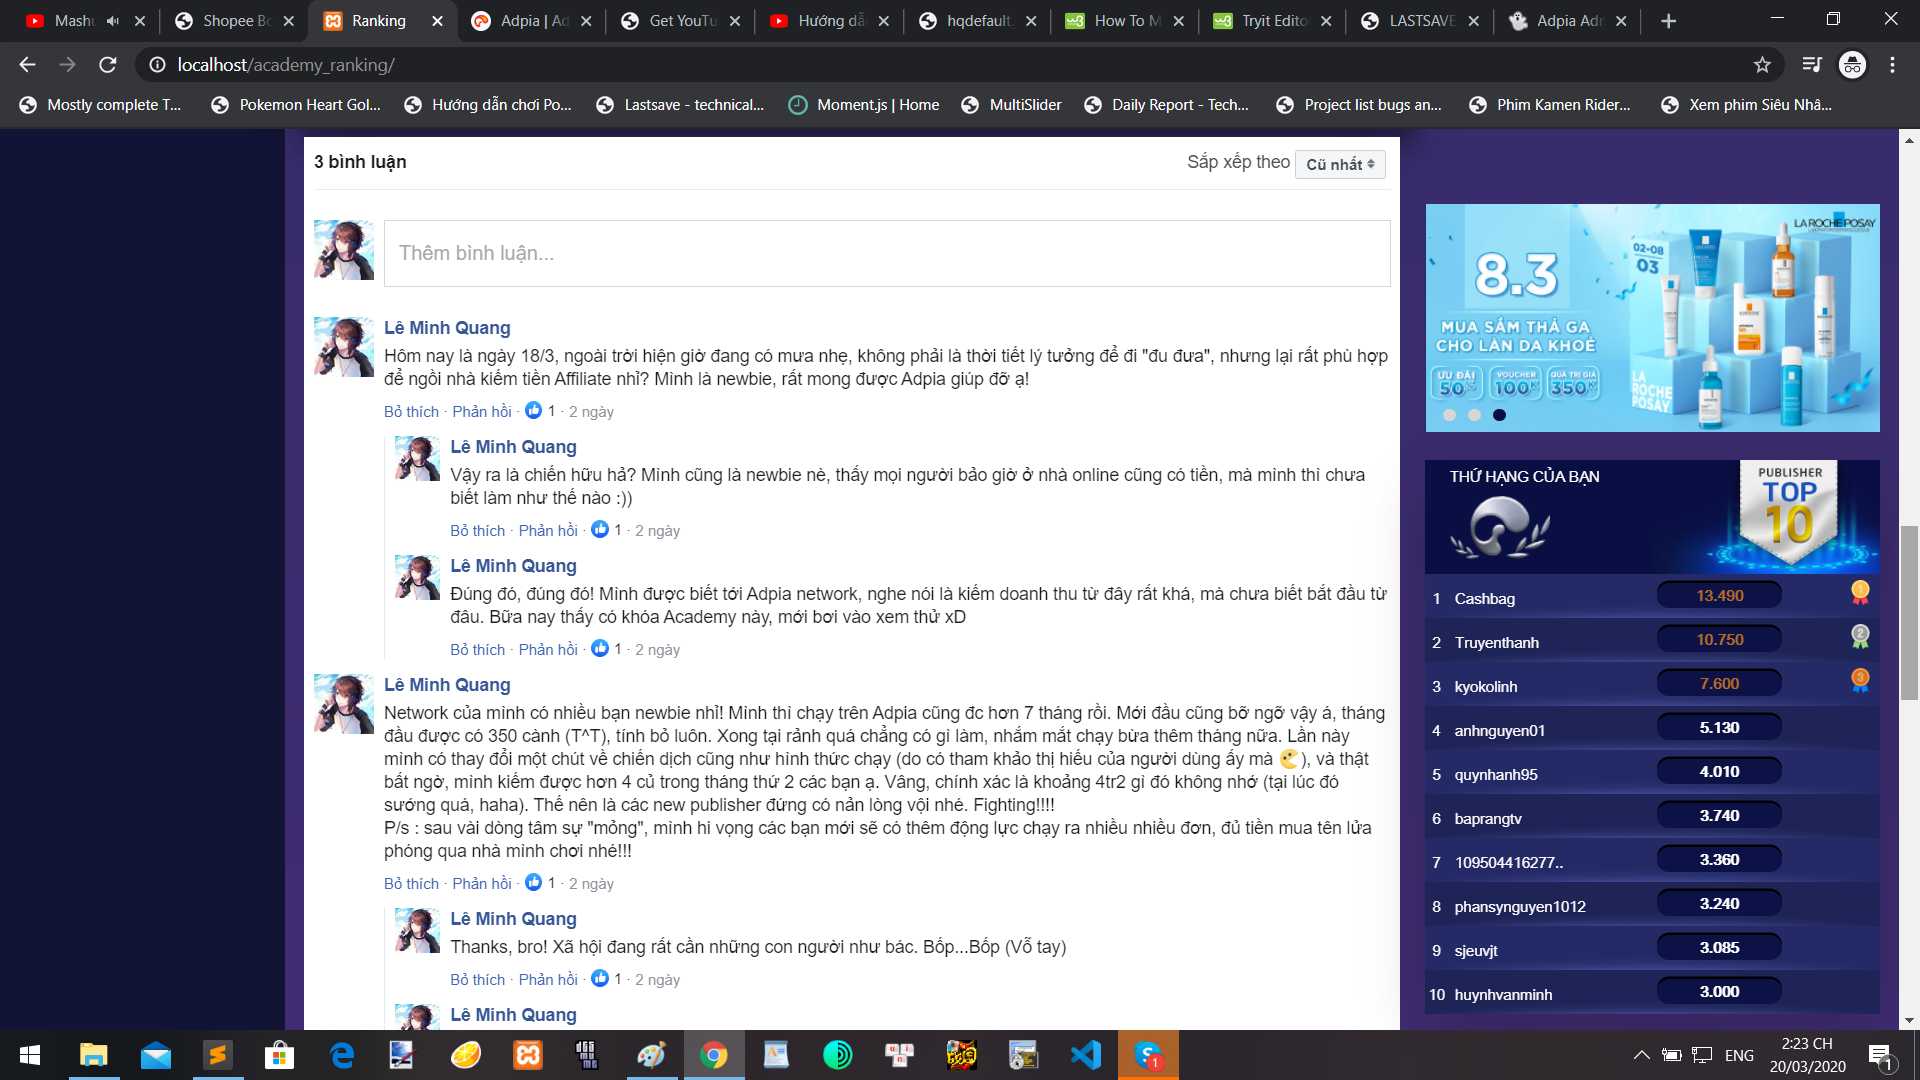 Mashu
Shopee Bo
Ranking
Adpia | Ad
Get YouTu
Hướng dẫ
hqdefault.
How To M
Tryit Edito
LASTSAVE
Adpia Adm
localhost/academy_ranking/
Mostly complete T...
Pokemon Heart Gol...
Hướng dẫn chơi Po...
Lastsave - technical...
Moment.js | Home
MultiSlider
Daily Report - Tech...
Project list bugs an...
Phim Kamen Rider...
Xem phim Siêu Nhâ...
3 bình luận
Sắp xếp theo Cũ nhất
Thêm bình luận...
Lê Minh Quang
Hôm nay là ngày 18/3, ngoài trời hiện giờ đang có mưa nhẹ, không phải là thời tiết lý tưởng để đi "đu đưa", nhưng lại rất phù hợp
để ngồi nhà kiếm tiền Affiliate nhỉ? Mình là newbie, rất mong được Adpia giúp đỡ ạ!
Bỏ thích · Phản hồi · 1 · 2 ngày
Lê Minh Quang
Vậy ra là chiến hữu hả? Mình cũng là newbie nè, thấy mọi người bảo giờ ở nhà online cũng có tiền, mà mình thì chưa
biết làm như thế nào :))
Bỏ thích · Phản hồi · 1 · 2 ngày
Lê Minh Quang
Đúng đó, đúng đó! Mình được biết tới Adpia network, nghe nói là kiếm doanh thu từ đây rất khá, mà chưa biết bắt đầu từ
đâu. Bữa nay thấy có khóa Academy này, mới bơi vào xem thử xD
Bỏ thích · Phản hồi · 1 · 2 ngày
Lê Minh Quang
Network của mình có nhiều bạn newbie nhỉ! Mình thì chạy trên Adpia cũng đc hơn 7 tháng rồi. Mới đầu cũng bỡ ngỡ vậy á, tháng
đầu được có 350 cành (T^T), tính bỏ luôn. Xong tại rảnh quá chẳng có gì làm, nhắm mắt chạy bừa thêm tháng nữa. Lần này
mình có thay đổi một chút về chiến dịch cũng như hình thức chạy (do có tham khảo thị hiếu của người dùng ấy mà ), và thật
bất ngờ, mình kiếm được hơn 4 củ trong tháng thứ 2 các bạn ạ. Vâng, chính xác là khoảng 4tr2 gì đó không nhớ (tại lúc đó
sướng quá, haha). Thế nên là các new publisher đứng có nản lòng vội nhé. Fighting!!!!
P/s : sau vài dòng tâm sự "mỏng", mình hi vọng các bạn mới sẽ có thêm động lực chạy ra nhiều nhiều đơn, đủ tiền mua tên lửa
phóng qua nhà mình chơi nhé!!!
Bỏ thích · Phản hồi · 1 · 2 ngày
Lê Minh Quang
Thanks, bro! Xã hội đang rất cần những con người như bác. Bốp...Bốp (Vỗ tay)
Bỏ thích · Phản hồi · 1 · 2 ngày
Lê Minh Quang
LA ROCHE POSAY
02-08
03
8.3
MUA SẮM THẢ GA
CHO LÀN DA KHOẺ
ƯU ĐÃI
50K
VOUCHER
100K
QUÀ TRỊ GIÁ
350K
LA
ROCHE
POSAY
THỨ HẠNG CỦA BẠN
PUBLISHER
TOP
10
1 Cashbag 13.490 1
2 Truyenthanh 10.750 2
3 kyokolinh 7.600 3
4 anhnguyen01 5.130
5 quynhanh95 4.010
6 baprangtv 3.740
7 109504416277.. 3.360
8 phansynguyen1012 3.240
9 sjeuvjt 3.085
10 huynhvanminh 3.000
ENG
2:23 CH
20/03/2020
1
1